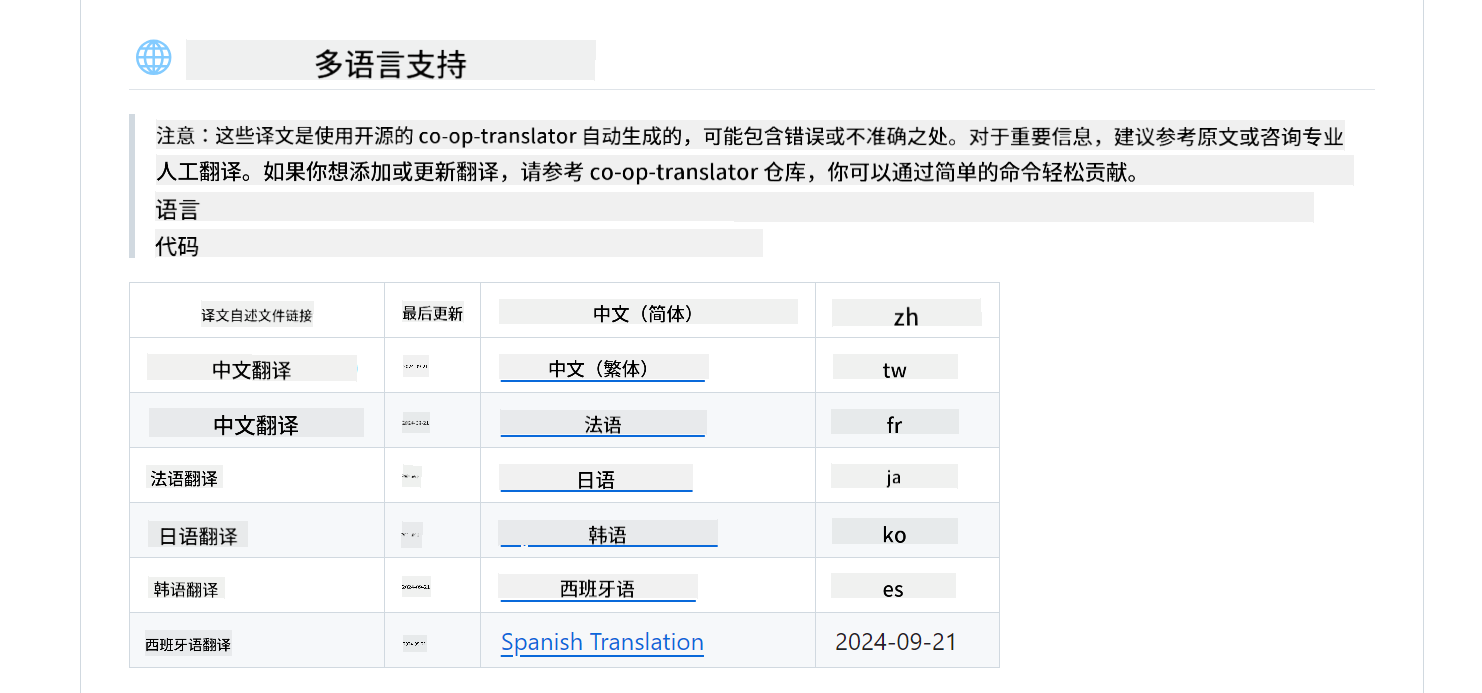 多语言支持
注意：这些译文是使用开源的 co-op-translator 自动生成的，可能包含错误或不准确之处。对于重要信息，建议参考原文或咨询专业
人工翻译。如果你想添加或更新翻译，请参考 co-op-translator 仓库，你可以通过简单的命令轻松贡献。
语言
代码
译文自述文件链接 最后更新 中文（简体） zh
中文翻译 中文（繁体） tw
中文翻译 2024-09-21 法语 fr
法语翻译 日语 ja
日语翻译 韩语 ko
韩语翻译 2024-09-21 西班牙语 es
西班牙语翻译 Spanish Translation 2024-09-21